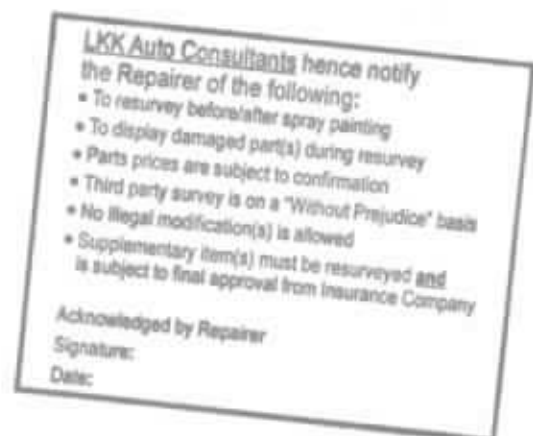 LKK Auto Consultants hence notify
the Repairer of the following:
• To resurvey before/after spray painting
• To display damaged part(s) during resurvey
• Parts prices are subject to confirmation
• Third party survey is on a "Without Prejudice" basis
• No illegal modification(s) is allowed
• Supplementary item(s) must be resurveyed and
is subject to final approval from Insurance Company
Acknowledged by Repairer
Signature:
Date: